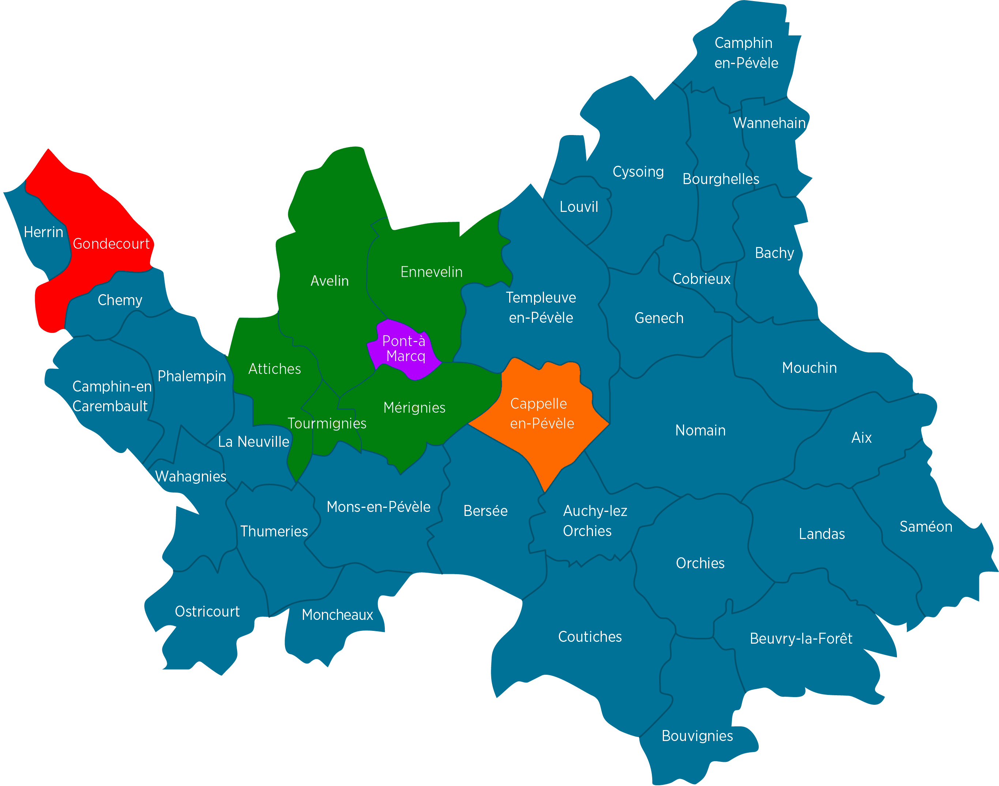 Camphin
en-Pévèle
Wannehain
Cysoing
Bourghelles
Louvil
Herrin
Gondecourt
Bachy
Ennevelin
Avelin
Cobrieux
Chemy
Templeuve
en-Pévèle
Genech
Pont-à
Marcq
Attiches
Mouchin
Phalempin
Camphin-en
Carembault
Mérignies
Cappelle
en-Pévèle
Tourmignies
Nomain
Aix
La Neuville
Wahagnies
Mons-en-Pévèle
Bersée
Auchy-lez
Orchies
Thumeries
Landas
Saméon
Orchies
Ostricourt
Moncheaux
Coutiches
Beuvry-la-Forêt
Bouvignies